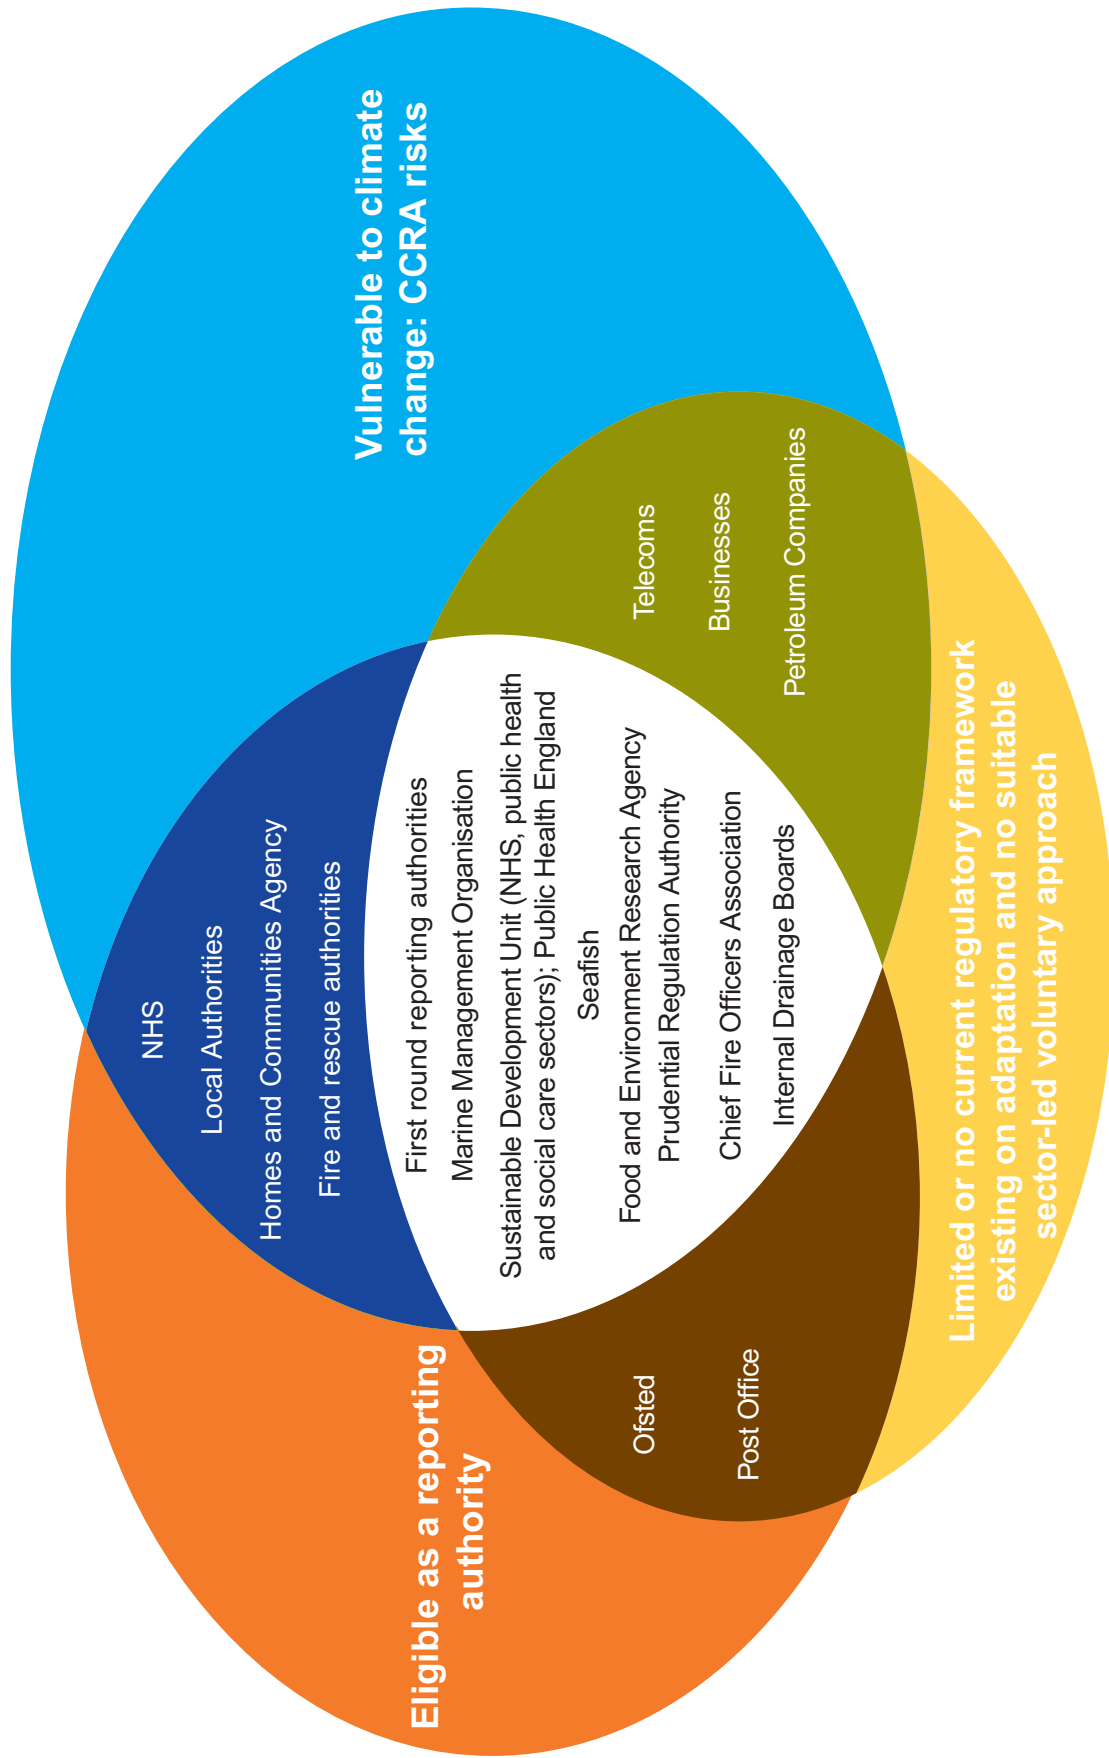 Eligible as a reporting
authority
Vulnerable to climate
change: CCRA risks
NHS
Local Authorities
Homes and Communities Agency
Fire and rescue authorities
First round reporting authorities
Marine Management Organisation
Sustainable Development Unit (NHS, public health
and social care sectors); Public Health England
Seafish
Food and Environment Research Agency
Prudential Regulation Authority
Chief Fire Officers Association
Internal Drainage Boards
Ofsted
Post Office
Telecoms
Businesses
Petroleum Companies
Limited or no current regulatory framework
existing on adaptation and no suitable
sector-led voluntary approach